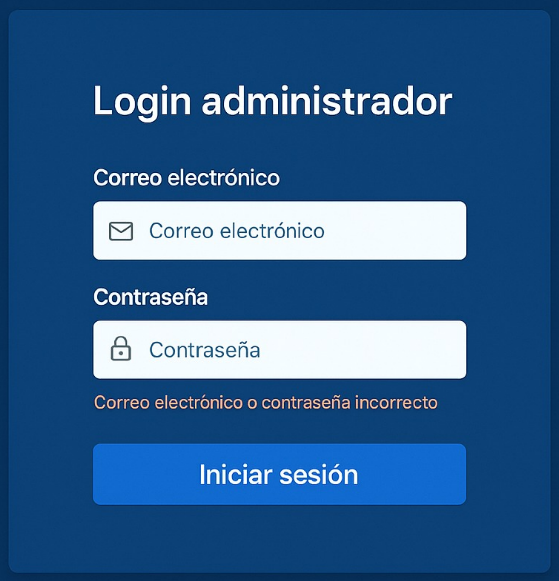 Login administrador
Correo electrónico
Correo electrónico
Contraseña
Contraseña
Correo electrónico o contraseña incorrecto
Iniciar sesión